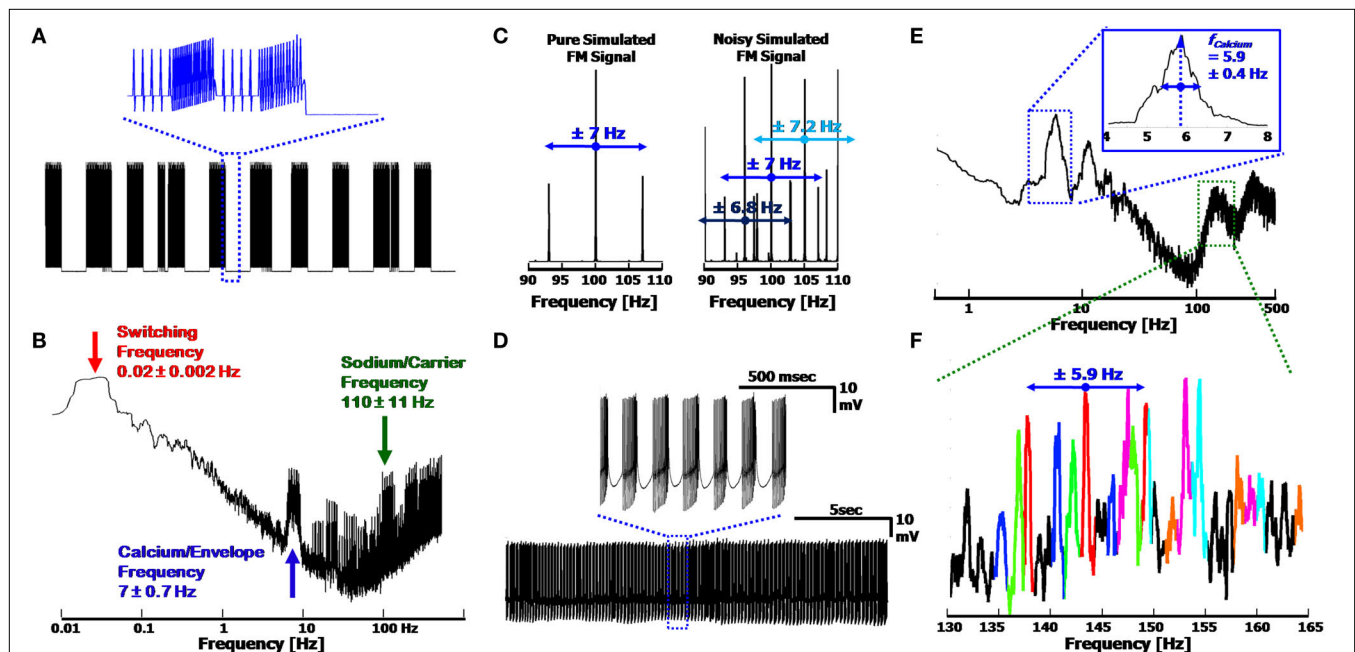 A
B
Switching
Frequency
0.02 ± 0.002 Hz
Sodium/Carrier
Frequency
110 ± 11 Hz
Calcium/Envelope
Frequency
7 ± 0.7 Hz
0.01 0.1 1 10 100 Hz
Frequency [Hz]
C
Pure Simulated
FM Signal
± 7 Hz
90 95 100 105 110
Frequency [Hz]
Noisy Simulated
FM Signal
± 7.2 Hz
± 7 Hz
± 6.8 Hz
90 95 100 105 110
Frequency [Hz]
D
500 msec
10
mV
5sec
10
mV
E
fCalcium
= 5.9
± 0.4 Hz
4 5 6 7 8
1 10 100 500
Frequency [Hz]
F
± 5.9 Hz
130 135 140 145 150 155 160 165
Frequency [Hz]